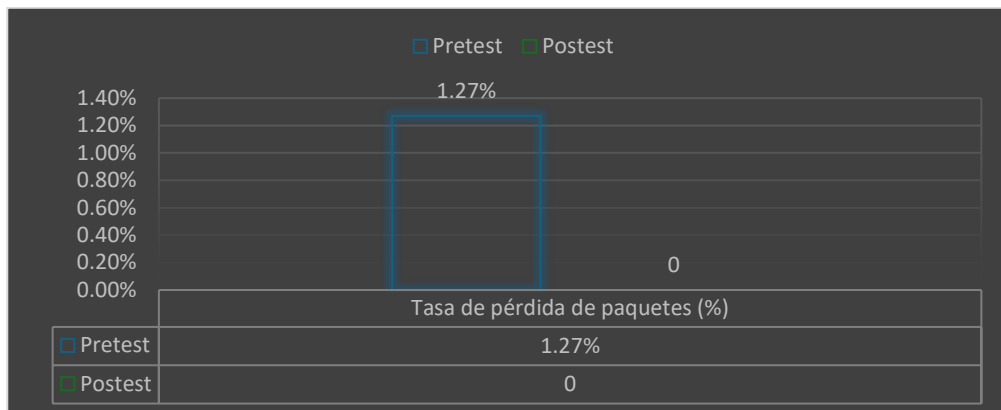 Pretest Postest
1.27%
1.40%
1.20%
1.00%
0.80%
0.60%
0.40%
0.20%
0.00%
0
Tasa de pérdida de paquetes (%)
Pretest 1.27%
Postest 0